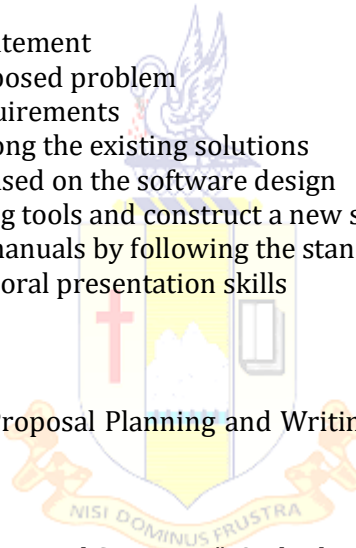 tement
posed problem
uirements
ong the existing solutions
sed on the software design
g tools and construct a new s
manuals by following the stan
oral presentation skills
Proposal Planning and Writin
NISI DOMINUS FRUSTRA